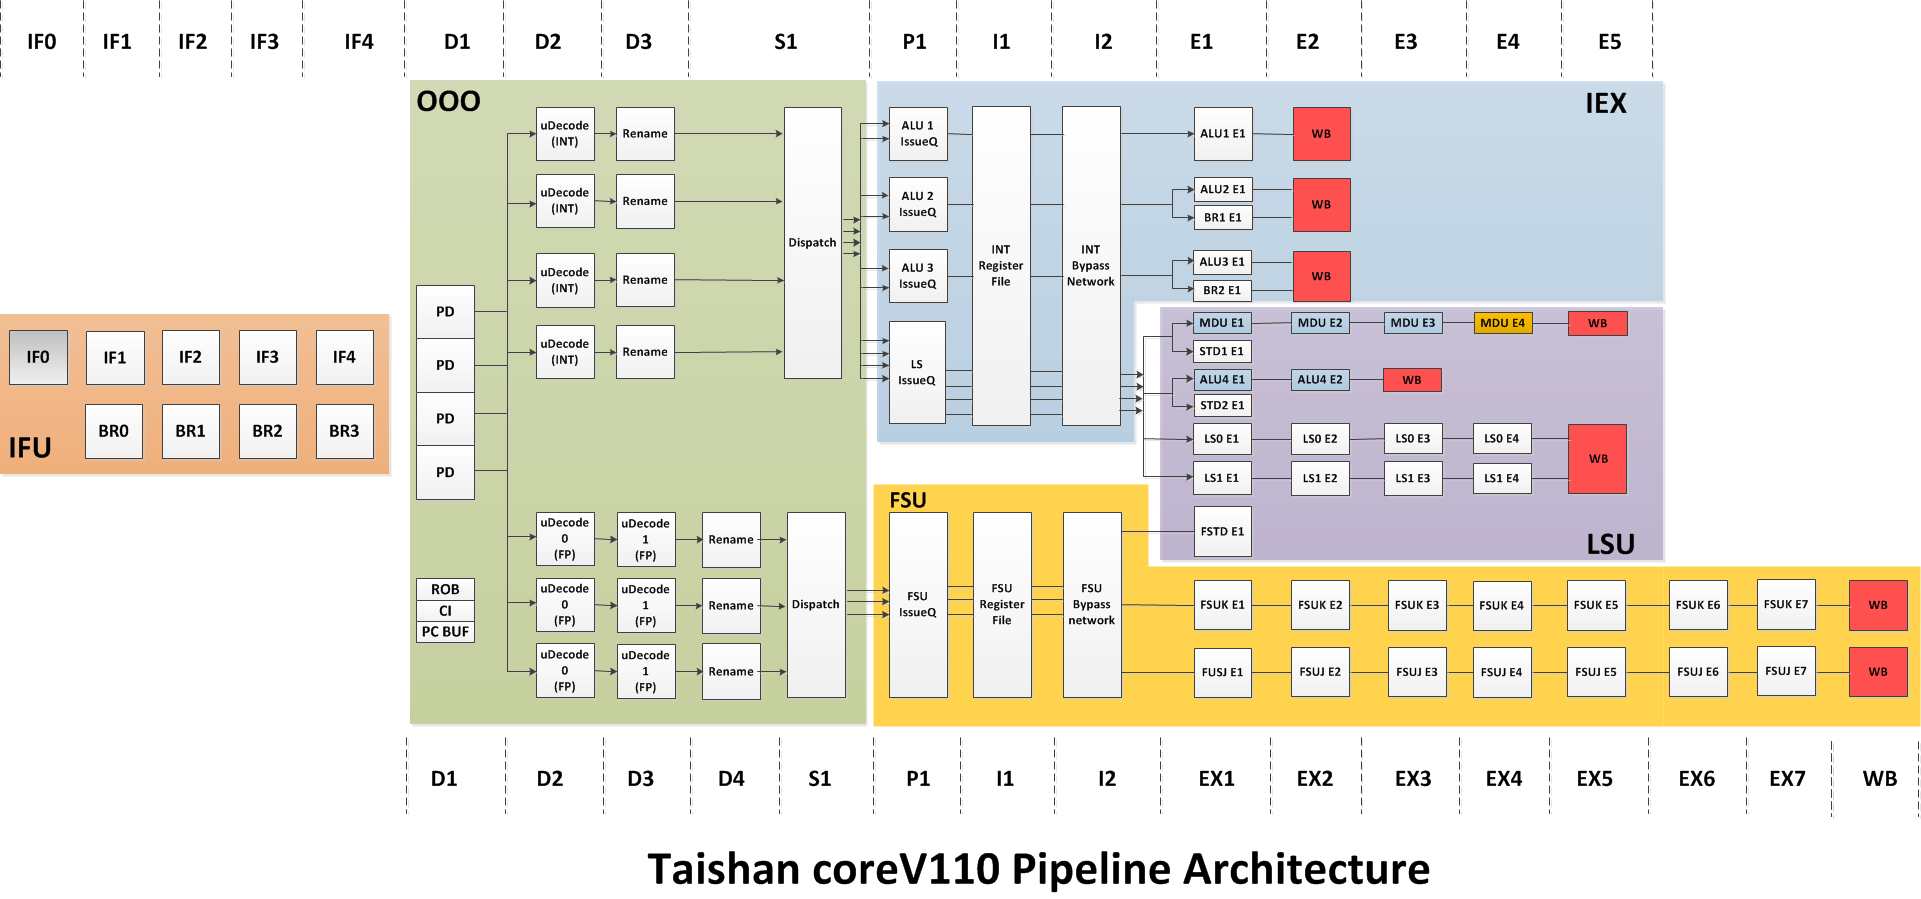 IF0 IF1 IF2 IF3 IF4 D1 D2 D3 S1 P1 I1 I2 E1 E2 E3 E4 E5
IFU
IF0 IF1 IF2 IF3 IF4
BR0 BR1 BR2 BR3
OOO
PD
PD
PD
PD
ROB
CI
PC BUF
uDecode
(INT)
Rename
uDecode
(INT)
Rename
uDecode
(INT)
Rename
uDecode
(INT)
Rename
Dispatch
uDecode
0
(FP)
uDecode
1
(FP)
Rename
uDecode
0
(FP)
uDecode
1
(FP)
Rename
uDecode
0
(FP)
uDecode
1
(FP)
Rename
Dispatch
IEX
ALU 1
IssueQ
ALU 2
IssueQ
ALU 3
IssueQ
LS
IssueQ
INT
Register
File
INT
Bypass
Network
ALU1 E1 WB
ALU2 E1
BR1 E1
WB
ALU3 E1
BR2 E1
WB
MDU E1 MDU E2 MDU E3 MDU E4 WB
STD1 E1
ALU4 E1 ALU4 E2 WB
STD2 E1
LS0 E1 LS0 E2 LS0 E3 LS0 E4
WB
LS1 E1 LS1 E2 LS1 E3 LS1 E4
FSTD E1
LSU
FSU
FSU
IssueQ
FSU
Register
File
FSU
Bypass
network
FSUK E1 FSUK E2 FSUK E3 FSUK E4 FSUK E5 FSUK E6 FSUK E7 WB
FUSJ E1 FSUJ E2 FSUJ E3 FSUJ E4 FSUJ E5 FSUJ E6 FSUJ E7 WB
D1 D2 D3 D4 S1 P1 I1 I2 EX1 EX2 EX3 EX4 EX5 EX6 EX7 WB
Taishan coreV110 Pipeline Architecture